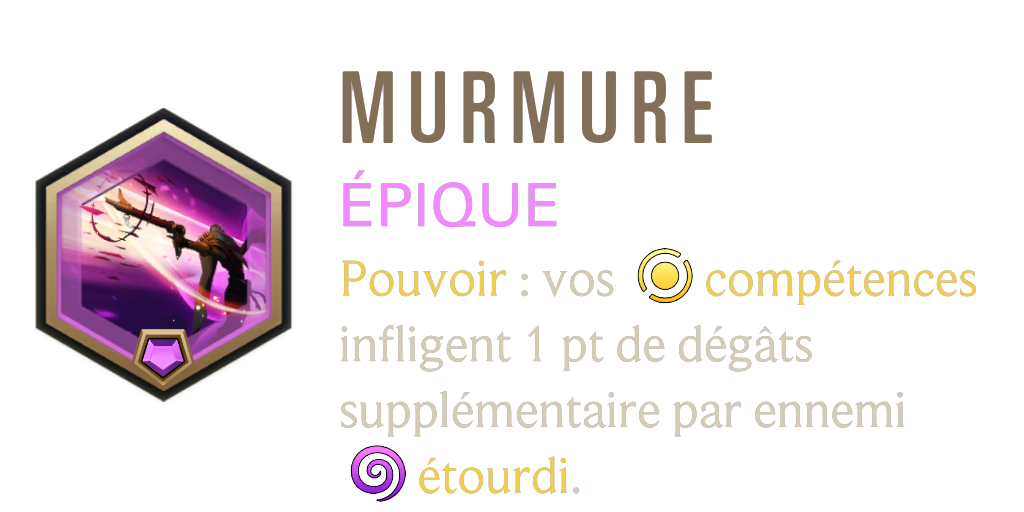 MURMURE
ÉPIQUE
Pouvoir : vos compétences
infligent 1 pt de dégâts
supplémentaire par ennemi
étourdi.